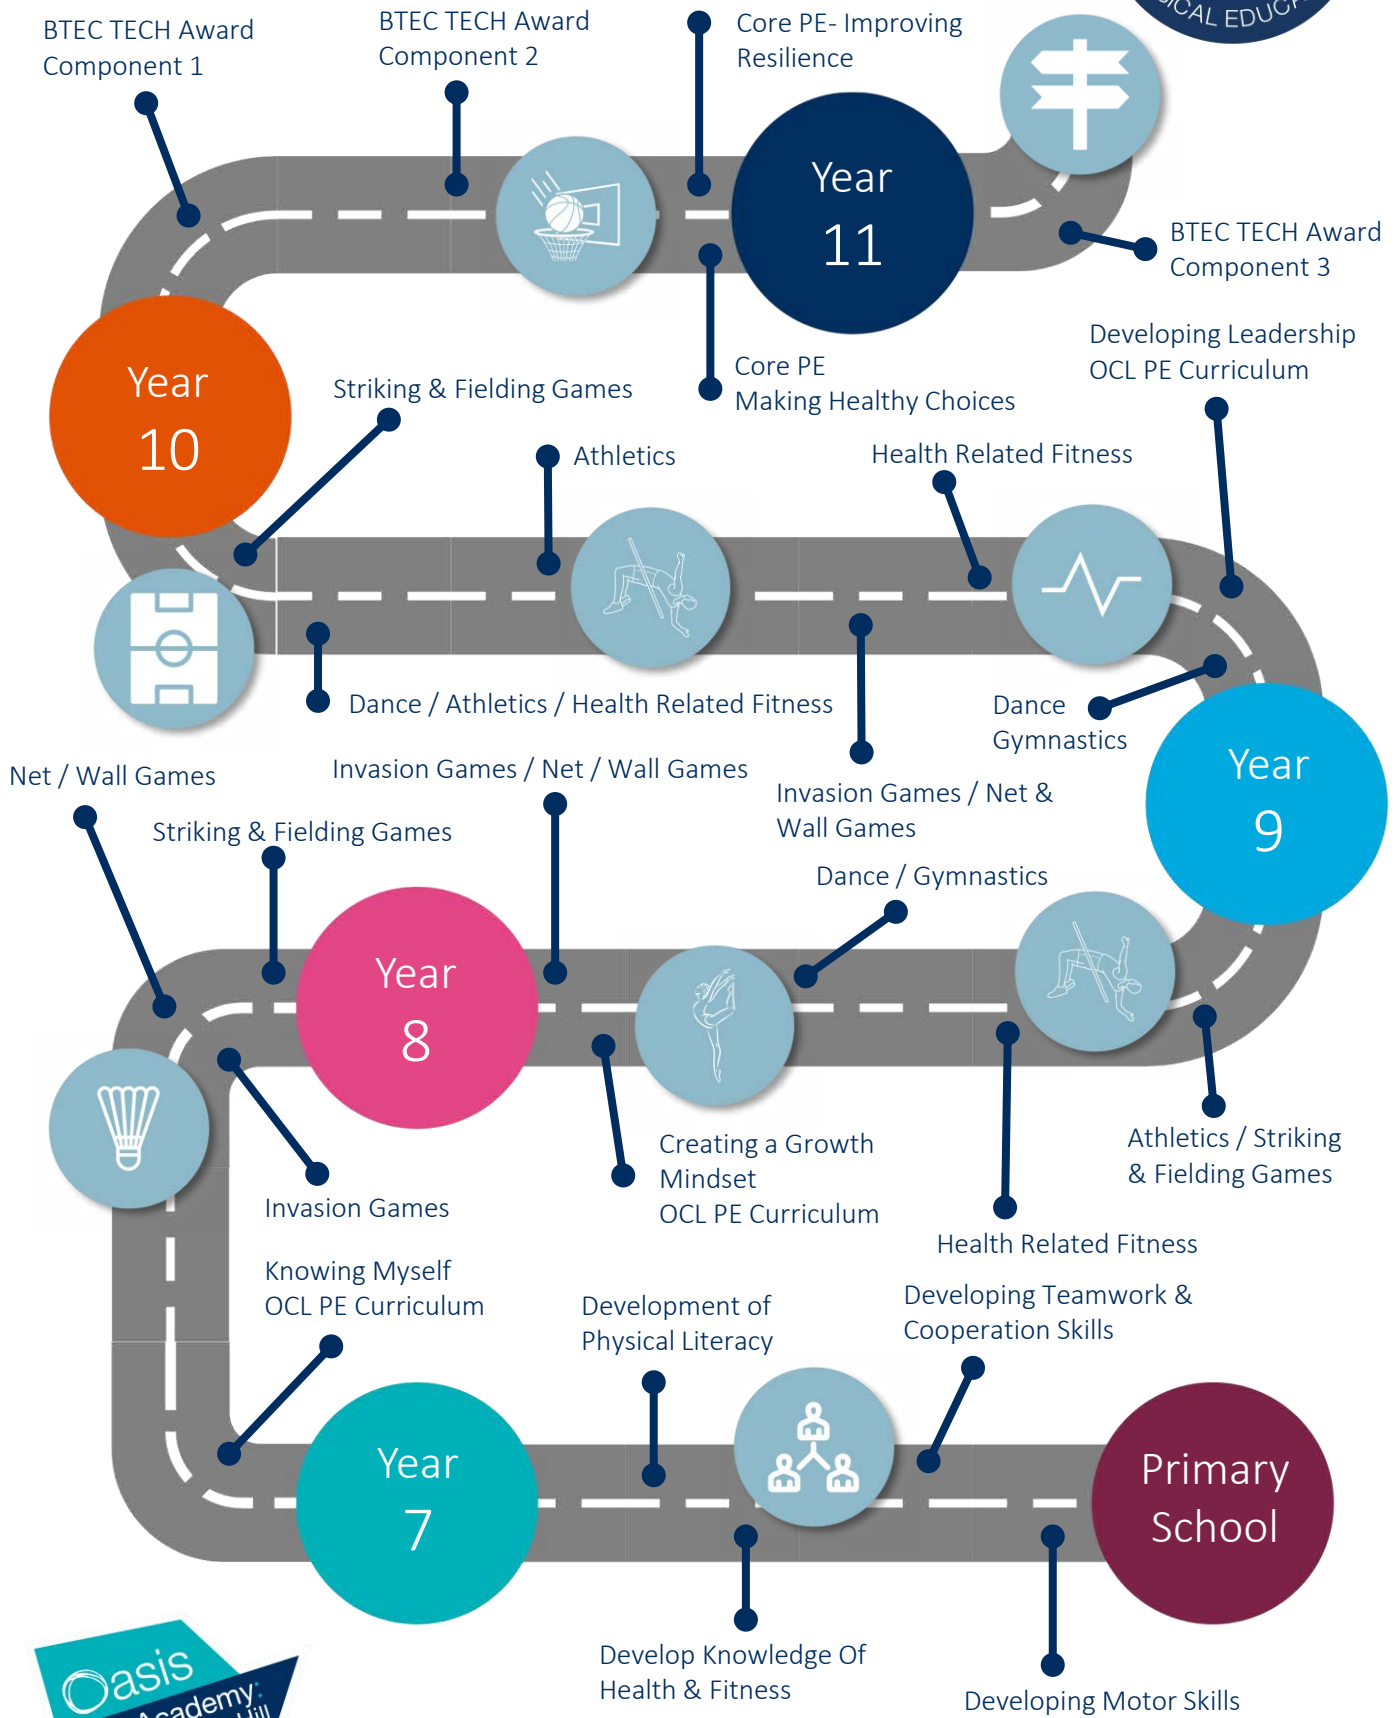 BTEC TECH Award
Component 1
BTEC TECH Award
Component 2
Core PE- Improving
Resilience
Year
11
BTEC TECH Award
Component 3
Developing Leadership
OCL PE Curriculum
Year
10
Striking & Fielding Games
Core PE
Making Healthy Choices
Athletics
Health Related Fitness
Dance / Athletics / Health Related Fitness
Dance
Gymnastics
Net / Wall Games
Invasion Games / Net / Wall Games
Invasion Games / Net &
Wall Games
Year
9
Striking & Fielding Games
Dance / Gymnastics
Year
8
Creating a Growth
Mindset
OCL PE Curriculum
Athletics / Striking
& Fielding Games
Invasion Games
Health Related Fitness
Knowing Myself
OCL PE Curriculum
Development of
Physical Literacy
Developing Teamwork &
Cooperation Skills
Year
7
Primary
School
Develop Knowledge Of
Health & Fitness
Developing Motor Skills
Oasis
Academy:
Hill